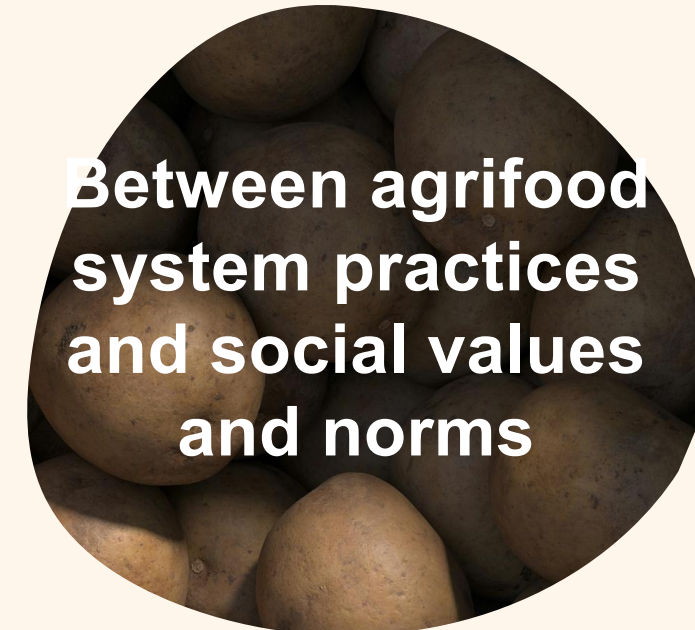 Between agrifood
system practices
and social values
and norms